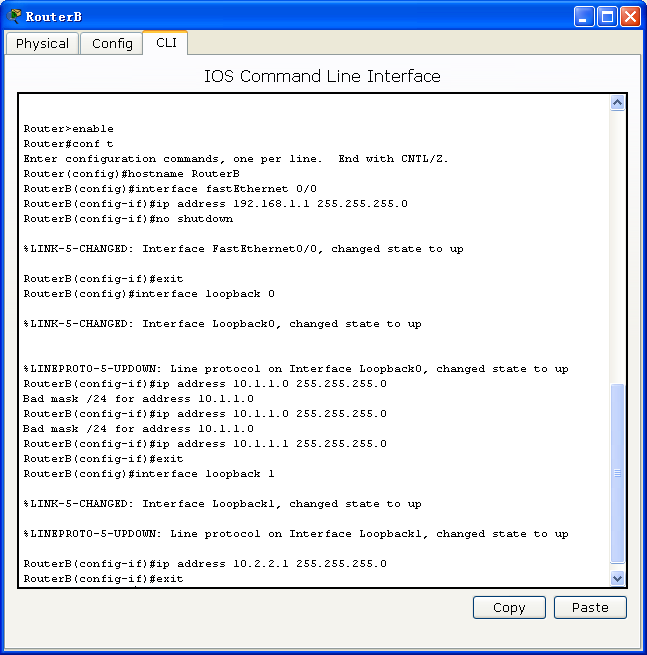 RouterB
Physical Config CLI
IOS Command Line Interface
Router>enable
Router#conf t
Enter configuration commands, one per line.  End with CNTL/Z.
Router(config)#hostname RouterB
RouterB(config)#interface fastEthernet 0/0
RouterB(config-if)#ip address 192.168.1.1 255.255.255.0
RouterB(config-if)#no shutdown
%LINK-5-CHANGED: Interface FastEthernet0/0, changed state to up
RouterB(config-if)#exit
RouterB(config)#interface loopback 0
%LINK-5-CHANGED: Interface Loopback0, changed state to up
%LINEPROTO-5-UPDOWN: Line protocol on Interface Loopback0, changed state to up
RouterB(config-if)#ip address 10.1.1.0 255.255.255.0
Bad mask /24 for address 10.1.1.0
RouterB(config-if)#ip address 10.1.1.0 255.255.255.0
Bad mask /24 for address 10.1.1.0
RouterB(config-if)#ip address 10.1.1.1 255.255.255.0
RouterB(config-if)#exit
RouterB(config)#interface loopback 1
%LINK-5-CHANGED: Interface Loopback1, changed state to up
%LINEPROTO-5-UPDOWN: Line protocol on Interface Loopback1, changed state to up
RouterB(config-if)#ip address 10.2.2.1 255.255.255.0
RouterB(config-if)#exit
Copy Paste